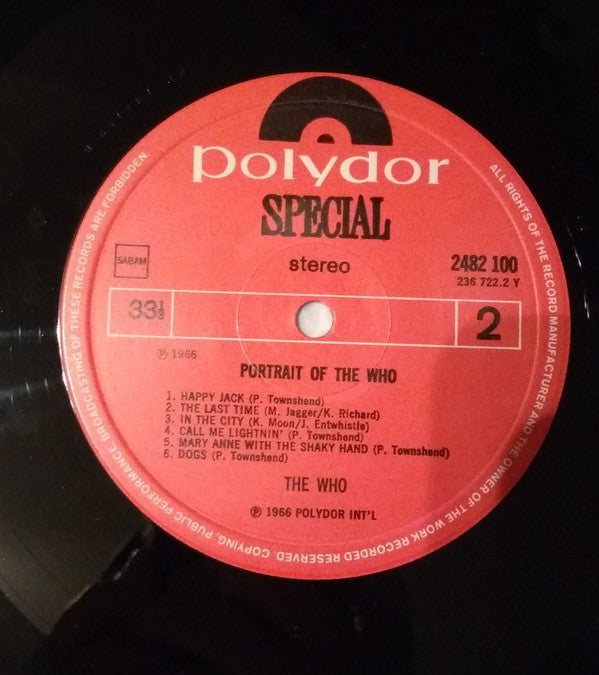 polydor
SPECIAL
SABAM
stereo
2482 100
236 722.2 Y
33⅓
2
℗ 1966
PORTRAIT OF THE WHO
1. HAPPY JACK (P. Townshend)
2. THE LAST TIME (M. Jagger/K. Richard)
3. IN THE CITY (K. Moon/J. Entwhistle)
4. CALL ME LIGHTNIN' (P. Townshend)
5. MARY ANNE WITH THE SHAKY HAND (P. Townshend)
6. DOGS (P. Townshend)
THE WHO
℗ 1966 POLYDOR INT'L
ALL RIGHTS OF THE RECORD MANUFACTURER AND THE OWNER OF THE WORK RECORDED RESERVED. COPYING, PUBLIC PERFORMANCE, BROADCASTING OF THESE RECORDS ARE FORBIDDEN